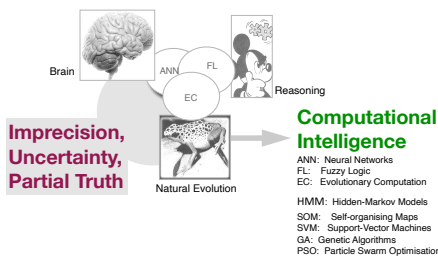 Brain
ANN
FL
EC
Reasoning
Imprecision,
Uncertainty,
Partial Truth
Natural Evolution
Computational
Intelligence
ANN: Neural Networks
FL: Fuzzy Logic
EC: Evolutionary Computation
HMM: Hidden-Markov Models
SOM: Self-organising Maps
SVM: Support-Vector Machines
GA: Genetic Algorithms
PSO: Particle Swarm Optimisation